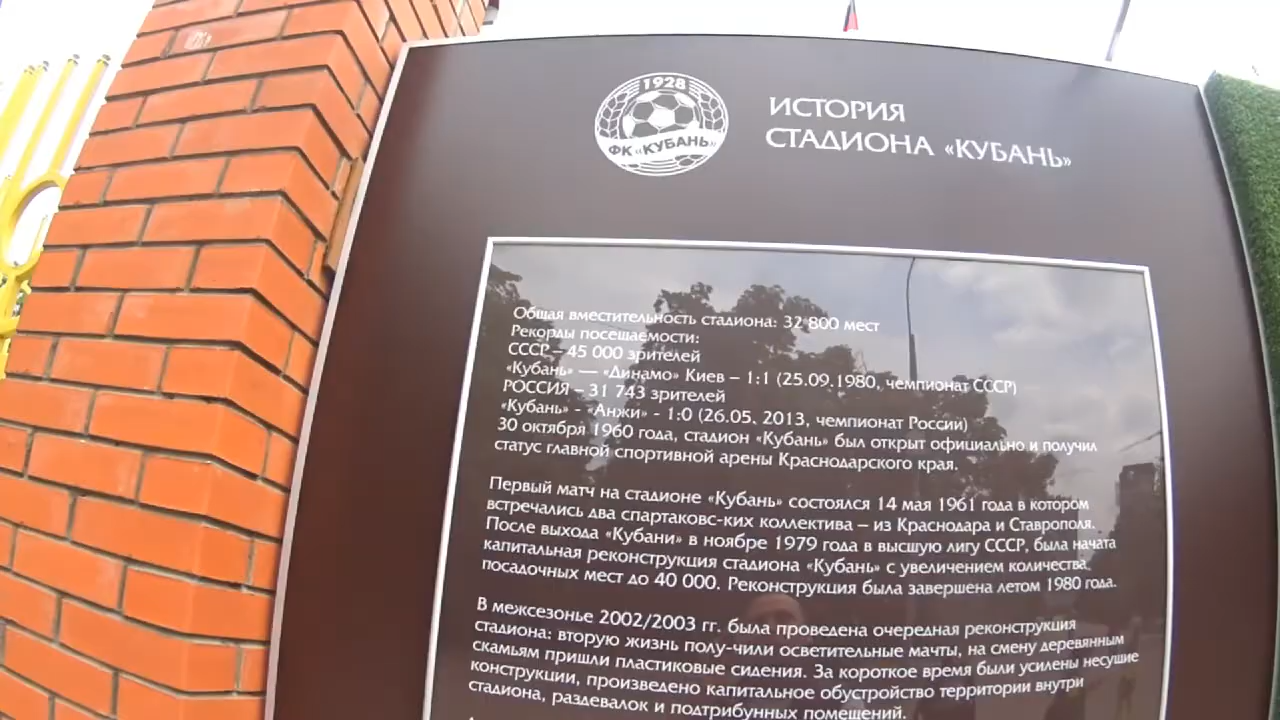 1928
ФК «КУБАНЬ»
ИСТОРИЯ
СТАДИОНА «КУБАНЬ»
Общая вместительность стадиона: 32 800 мест
Рекорды посещаемости:
СССР – 45 000 зрителей
«Кубань» — «Динамо» Киев – 1:1 (25.09.1980, чемпионат СССР)
РОССИЯ – 31 743 зрителей
«Кубань» - «Анжи» - 1:0 (26.05. 2013, чемпионат России)
30 октября 1960 года, стадион «Кубань» был открыт официально и получил
статус главной спортивной арены Краснодарского края.
Первый матч на стадионе «Кубань» состоялся 14 мая 1961 года в котором
встречались два спартаковс-ких коллектива – из Краснодара и Ставрополя.
После выхода «Кубани» в ноябре 1979 года в высшую лигу СССР, была начата
капитальная реконструкция стадиона «Кубань» с увеличением количества
посадочных мест до 40 000. Реконструкция была завершена летом 1980 года.
В межсезонье 2002/2003 гг. была проведена очередная реконструкция
стадиона: вторую жизнь полу-чили осветительные мачты, на смену деревянным
скамьям пришли пластиковые сидения. За короткое время были усилены несущие
конструкции, произведено капитальное обустройство территории внутри
стадиона, раздевалок и подтрибунных помещений.